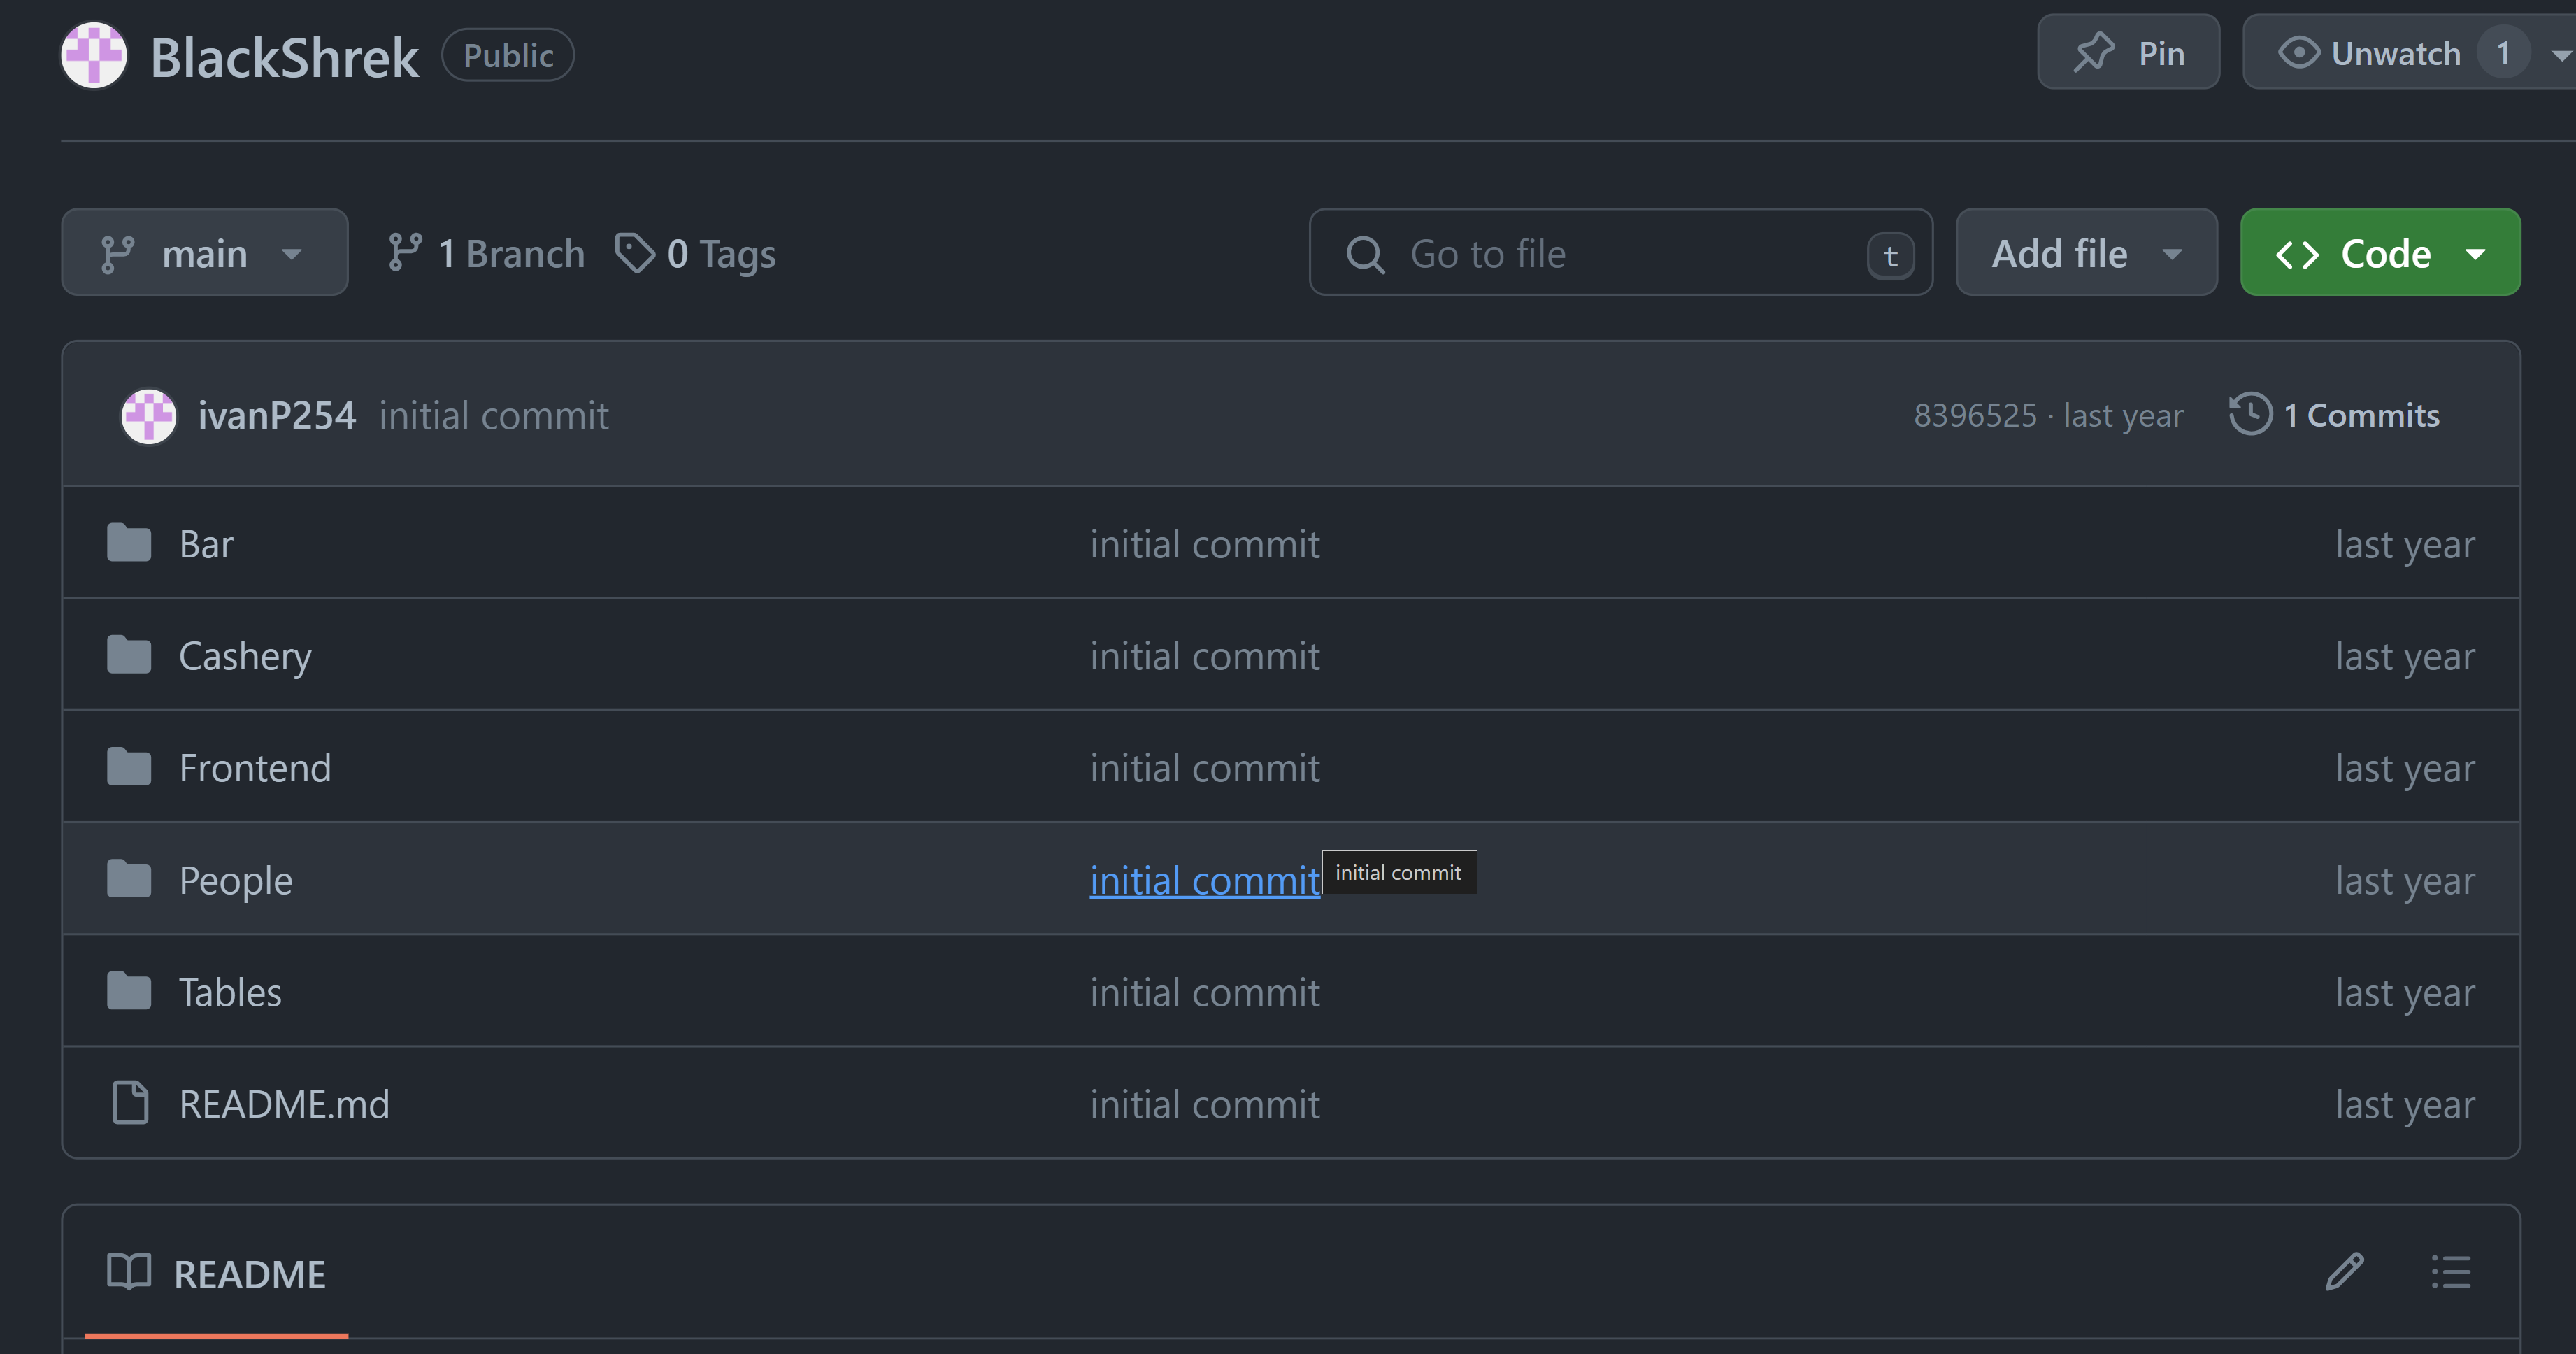 BlackShrek Public Pin Unwatch 1
main 1 Branch 0 Tags Go to file t Add file Code
ivanP254 initial commit 8396525 · last year 1 Commits
Bar initial commit last year
Cashery initial commit last year
Frontend initial commit last year
People initial commit initial commit last year
Tables initial commit last year
README.md initial commit last year
README